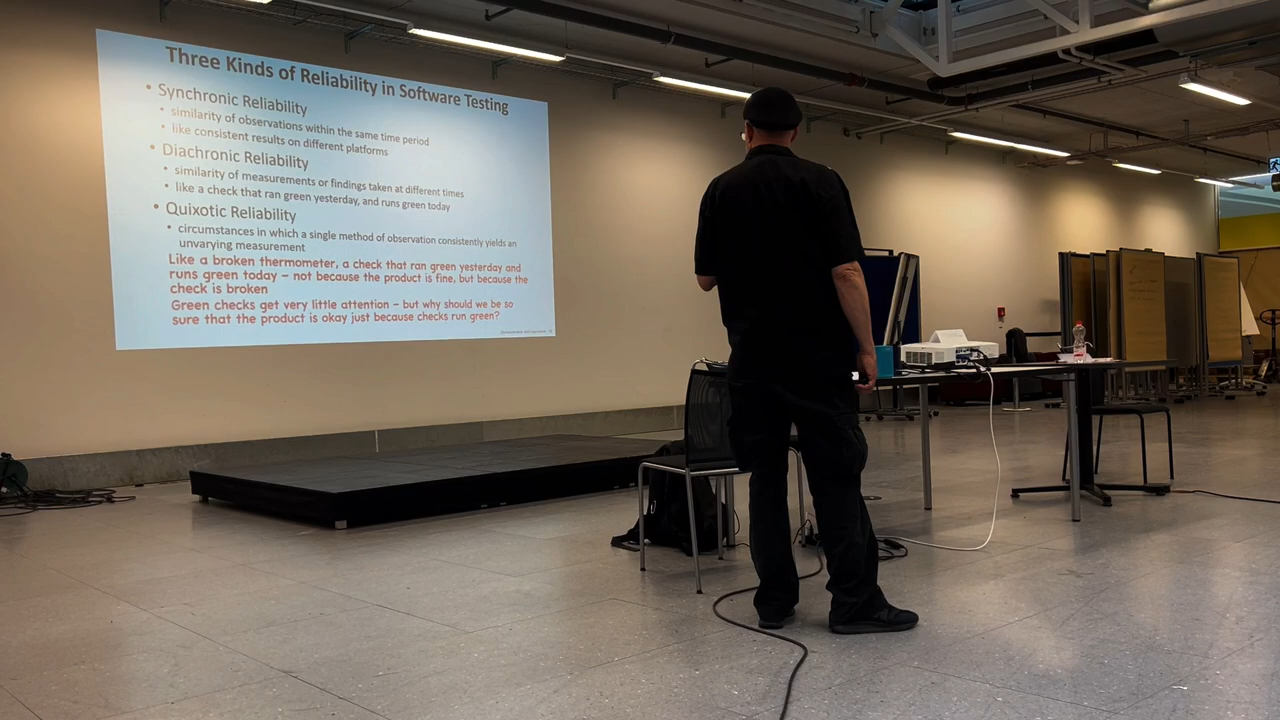 Three Kinds of Reliability in Software Testing
• Synchronic Reliability
• similarity of observations within the same time period
• like consistent results on different platforms
• Diachronic Reliability
• similarity of measurements or findings taken at different times
• like a check that ran green yesterday, and runs green today
• Quixotic Reliability
• circumstances in which a single method of observation consistently yields an
unvarying measurement
Like a broken thermometer, a check that ran green yesterday and
runs green today – not because the product is fine, but because the
check is broken
Green checks get very little attention – but why should we be so
sure that the product is okay just because checks run green?